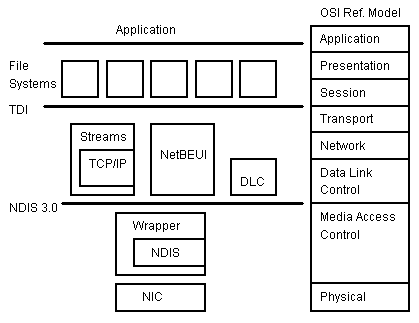 OSI Ref. Model
Application
Application
File
Systems
Presentation
Session
TDI
Transport
Streams
TCP/IP
NetBEUI
DLC
Network
Data Link
Control
NDIS 3.0
Media Access
Control
Wrapper
NDIS
NIC
Physical